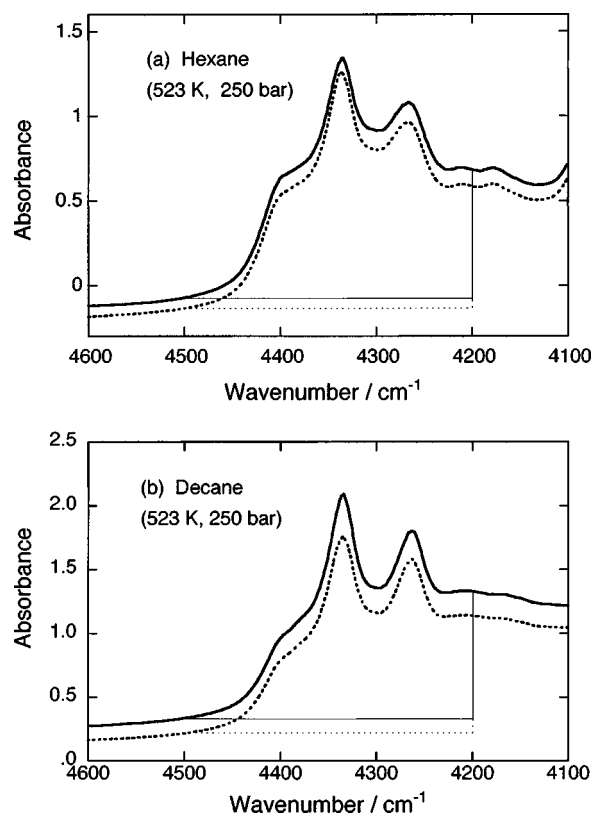 1.5
(a) Hexane
(523 K, 250 bar)
1
0.5
0
Absorbance
4600 4500 4400 4300 4200 4100
Wavenumber / cm⁻¹
2.5
(b) Decane
(523 K, 250 bar)
2.0
1.5
1.0
0.5
.0
Absorbance
4600 4500 4400 4300 4200 4100
Wavenumber / cm⁻¹